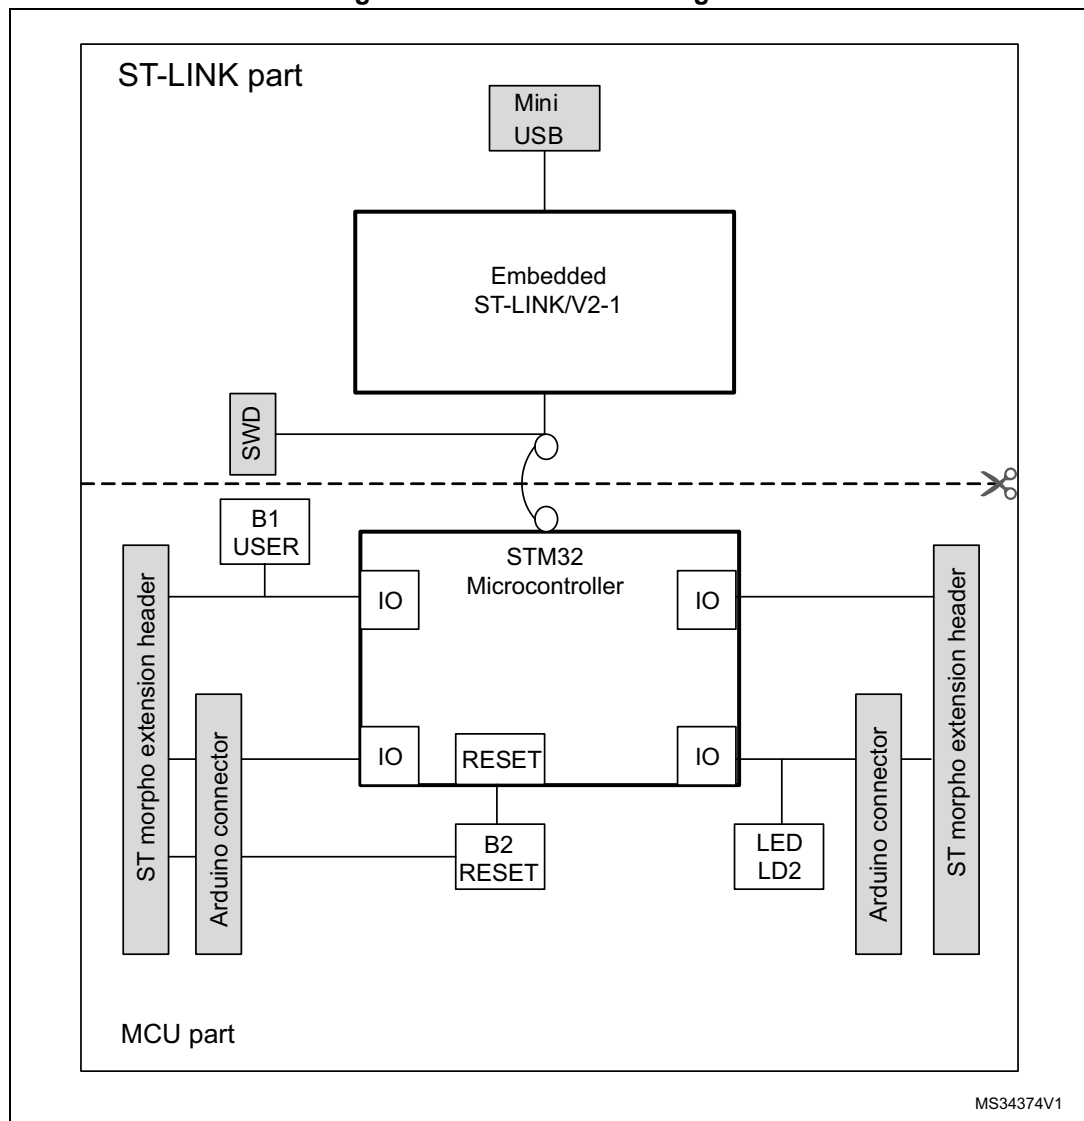 ST-LINK part
Mini
USB
Embedded
ST-LINK/V2-1
SWD
B1
USER
STM32
Microcontroller
IO
IO
ST morpho extension header
ST morpho extension header
Arduino connector
Arduino connector
IO
RESET
IO
B2
RESET
LED
LD2
MCU part
MS34374V1